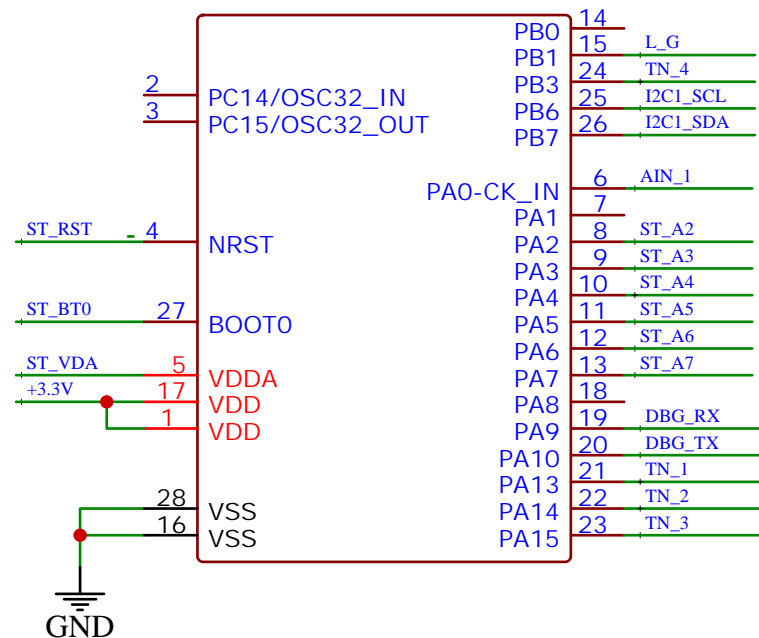 PB0 14
PB1 15 L_G
PB3 24 TN_4
2 PC14/OSC32_IN
PB6 25 I2C1_SCL
3 PC15/OSC32_OUT
PB7 26 I2C1_SDA
PA0-CK_IN 6 AIN_1
PA1 7
ST_RST - 4 NRST
PA2 8 ST_A2
PA3 9 ST_A3
PA4 10 ST_A4
ST_BT0 27 BOOT0
PA5 11 ST_A5
PA6 12 ST_A6
ST_VDA 5 VDDA
PA7 13 ST_A7
+3.3V 17 VDD
PA8 18
1 VDD
PA9 19 DBG_RX
PA10 20 DBG_TX
PA13 21 TN_1
28 VSS
PA14 22 TN_2
16 VSS
PA15 23 TN_3
GND